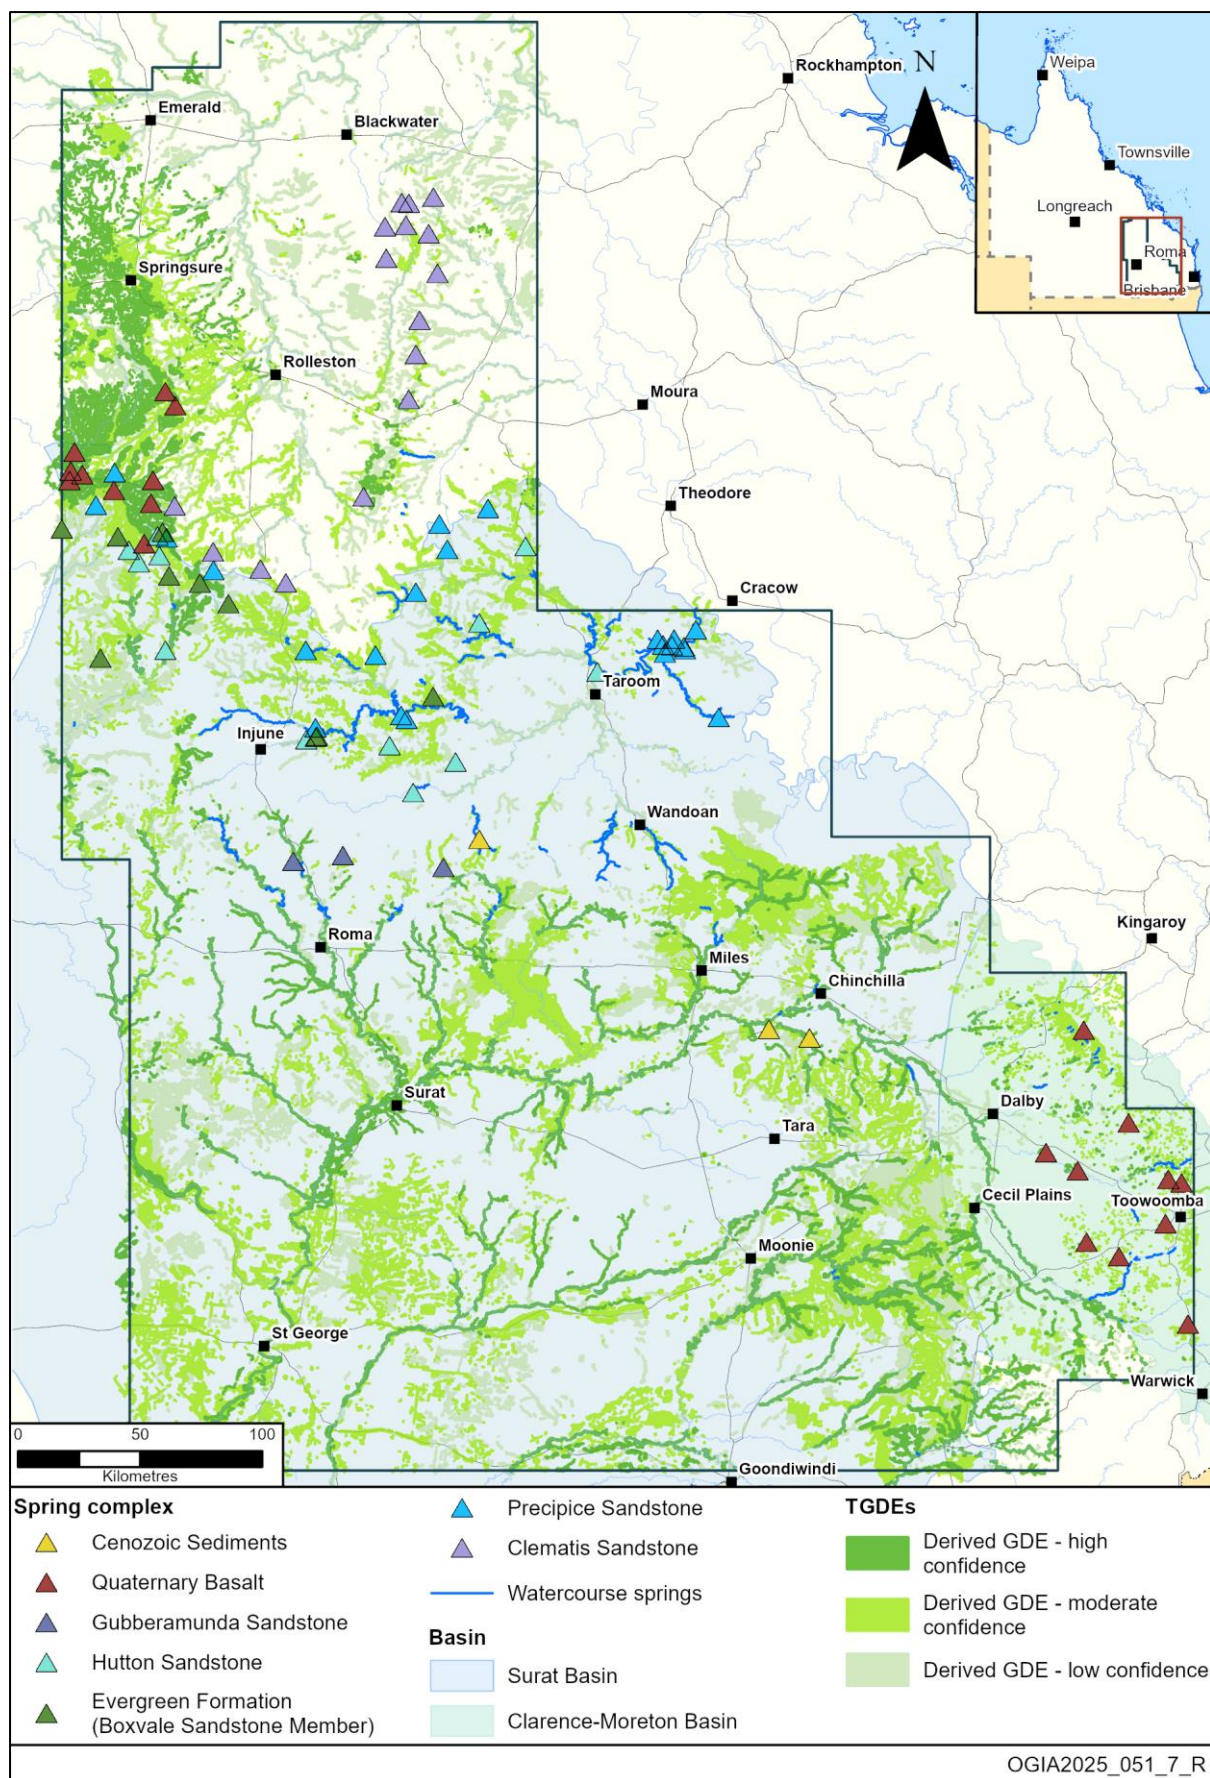 Rockhampton
N
Weipa
Emerald
Blackwater
Townsville
Longreach
Roma
Springsure
Brisbane
Rolleston
Moura
Theodore
Cracow
Taroom
Injune
Wandoan
Kingaroy
Roma
Miles
Chinchilla
Surat
Dalby
Tara
Cecil Plains
Toowoomba
Moonie
St George
Warwick
0 60 100
Kilometres
Goondiwindi
Spring complex
Cenozoic Sediments
Quaternary Basalt
Gubberamunda Sandstone
Hutton Sandstone
Evergreen Formation
(Boxvale Sandstone Member)
Precipice Sandstone
Clematis Sandstone
Watercourse springs
Basin
Surat Basin
Clarence-Moreton Basin
TGDEs
Derived GDE - high
confidence
Derived GDE - moderate
confidence
Derived GDE - low confidence
OGIA2025_051_7_R